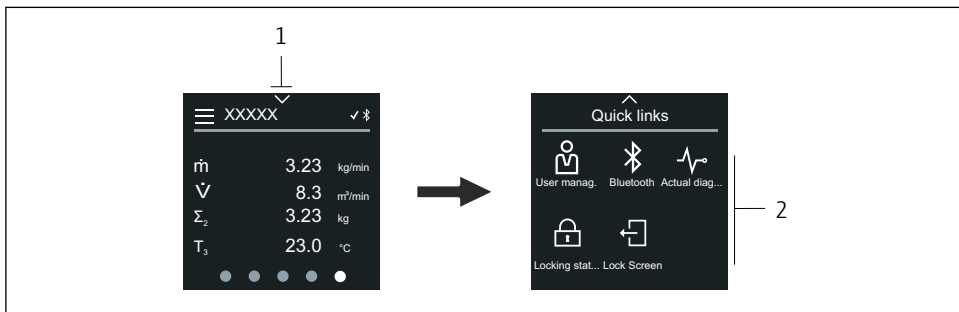 1
XXXXX
ṁ 3.23 kg/min
V̇ 8.3 m³/min
Σ₂ 3.23 kg
T₃ 23.0 °C
Quick links
User manag. Bluetooth Actual diag...
Locking stat... Lock Screen
2